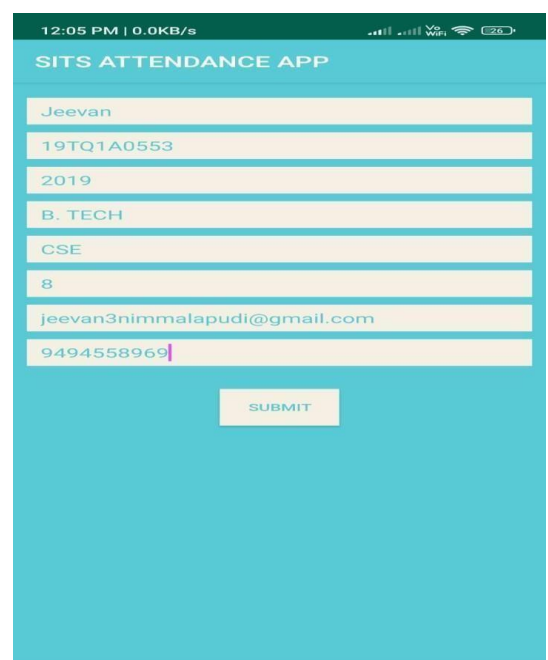 12:05 PM | 0.0KB/s Vo WiFi 26
SITS ATTENDANCE APP
Jeevan
19TQ1A0553
2019
B. TECH
CSE
8
jeevan3nimmalapudi@gmail.com
9494558969
SUBMIT